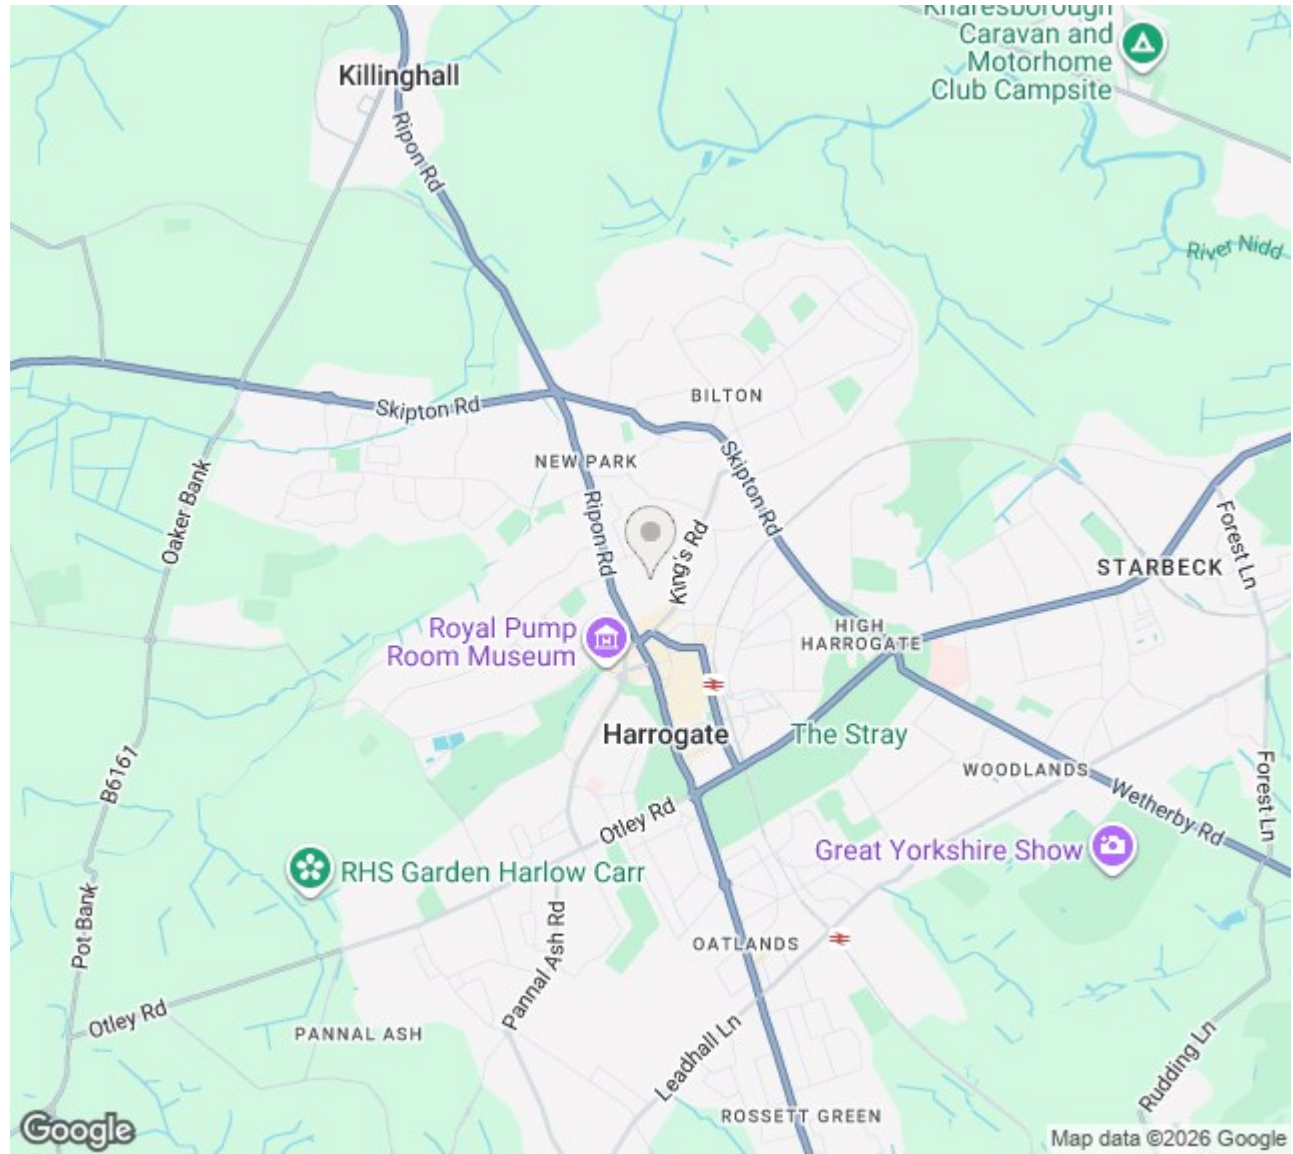 Knaresborough
Caravan and
Motorhome
Club Campsite
Killinghall
Ripon Rd
River Nidd
BILTON
Skipton Rd
Skipton Rd
NEW PARK
Oaker Bank
Ripon Rd
King's Rd
Forest Ln
STARBECK
HIGH
HARROGATE
Royal Pump
Room Museum
Harrogate
The Stray
WOODLANDS
B6161
Wetherby Rd
Forest Ln
Otley Rd
Great Yorkshire Show
RHS Garden Harlow Carr
Pot Bank
Pannal Ash Rd
OATLANDS
Otley Rd
PANNAL ASH
Leadhall Ln
Rudding Ln
ROSSETT GREEN
Google
Map data ©2026 Google